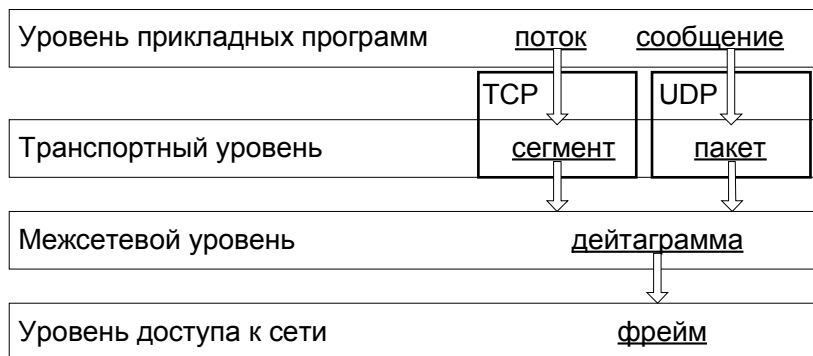 Уровень прикладных программ поток сообщение
TCP UDP
Транспортный уровень сегмент пакет
Межсетевой уровень дейтаграмма
Уровень доступа к сети фрейм